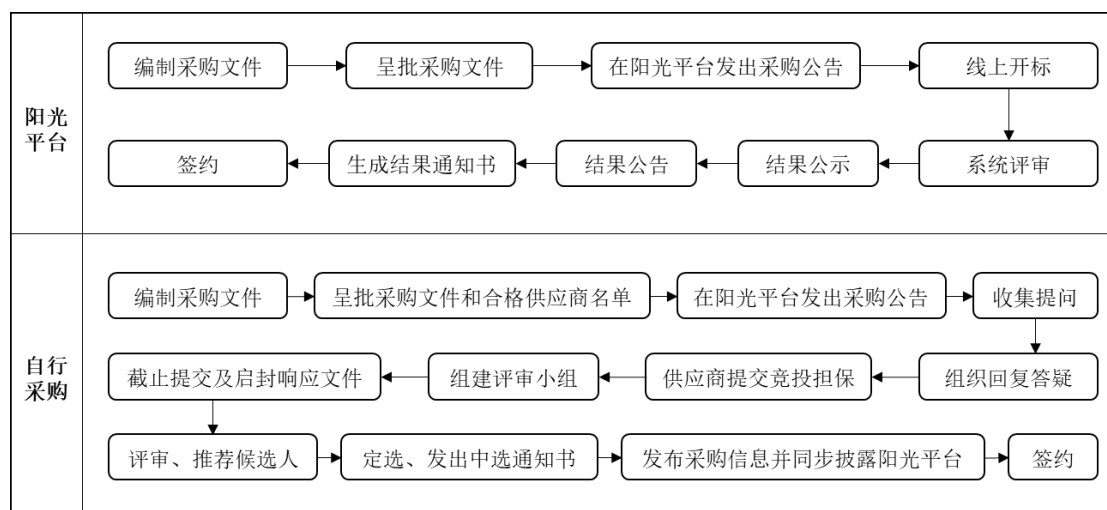 阳光
平台
编制采购文件
呈批采购文件
在阳光平台发出采购公告
线上开标
系统评审
结果公示
结果公告
生成结果通知书
签约
自行
采购
编制采购文件
呈批采购文件和合格供应商名单
在阳光平台发出采购公告
收集提问
组织回复答疑
供应商提交竞投担保
组建评审小组
截止提交及启封响应文件
评审、推荐候选人
定选、发出中选通知书
发布采购信息并同步披露阳光平台
签约